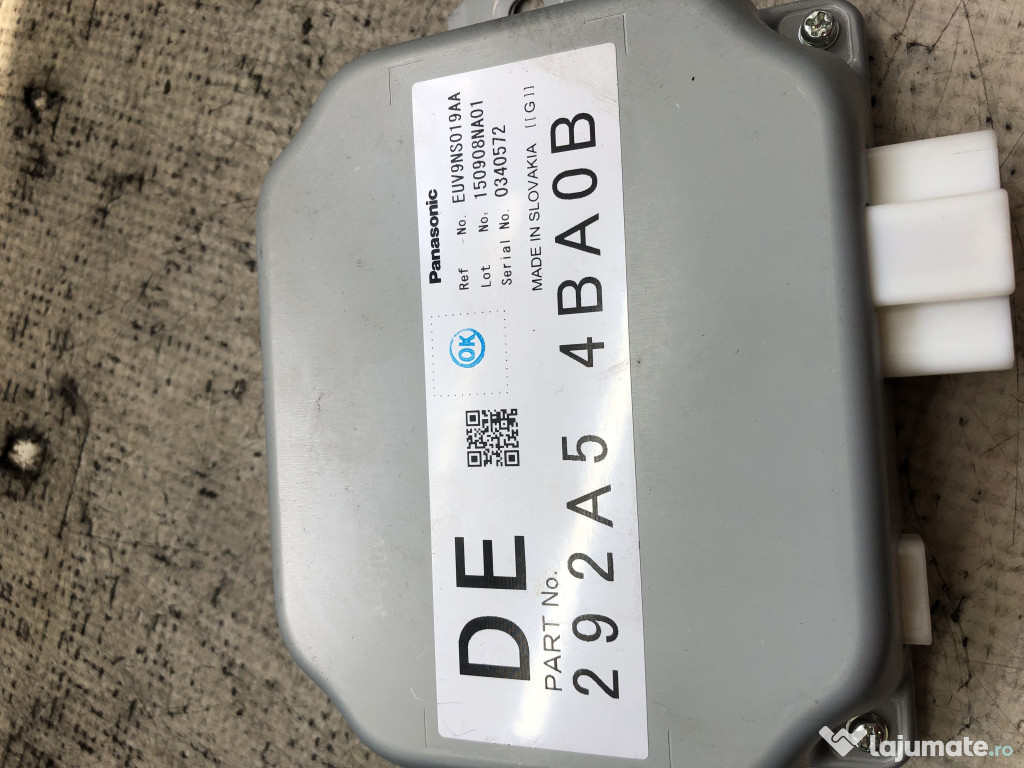 Panasonic
Ref -No. EUV9NS019AA
Lot No: 150908NA01
Serial No. 0340572
MADE IN SLOVAKIA [[G]]
OK
DE
PART No.
292A5 4BA0B
lajumate.ro